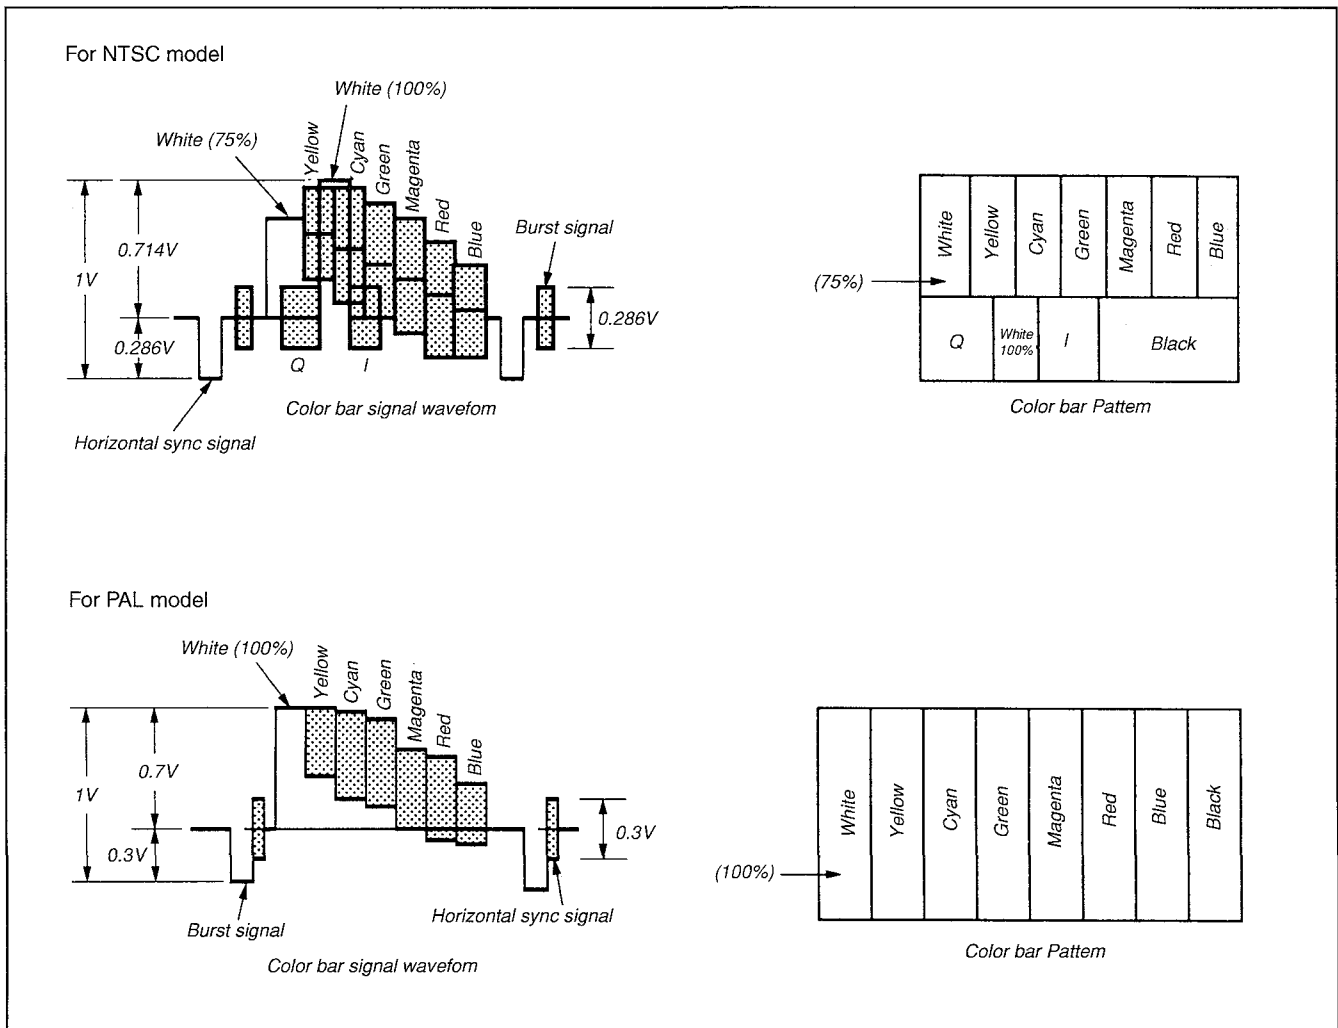 For NTSC model
White (100%)
White (75%)
Yellow
Cyan
Green
Magenta
Red
Blue
Burst signal
0.714V
1V
0.286V
0.286V
Q
I
Color bar signal wavefom
Horizontal sync signal
White
Yellow
Cyan
Green
Magenta
Red
Blue
(75%)
Q
White
100%
I
Black
Color bar Pattem
For PAL model
White (100%)
Yellow
Cyan
Green
Magenta
Red
Blue
0.7V
1V
0.3V
0.3V
Burst signal
Horizontal sync signal
Color bar signal wavefom
White
Yellow
Cyan
Green
Magenta
Red
Blue
Black
(100%)
Color bar Pattem